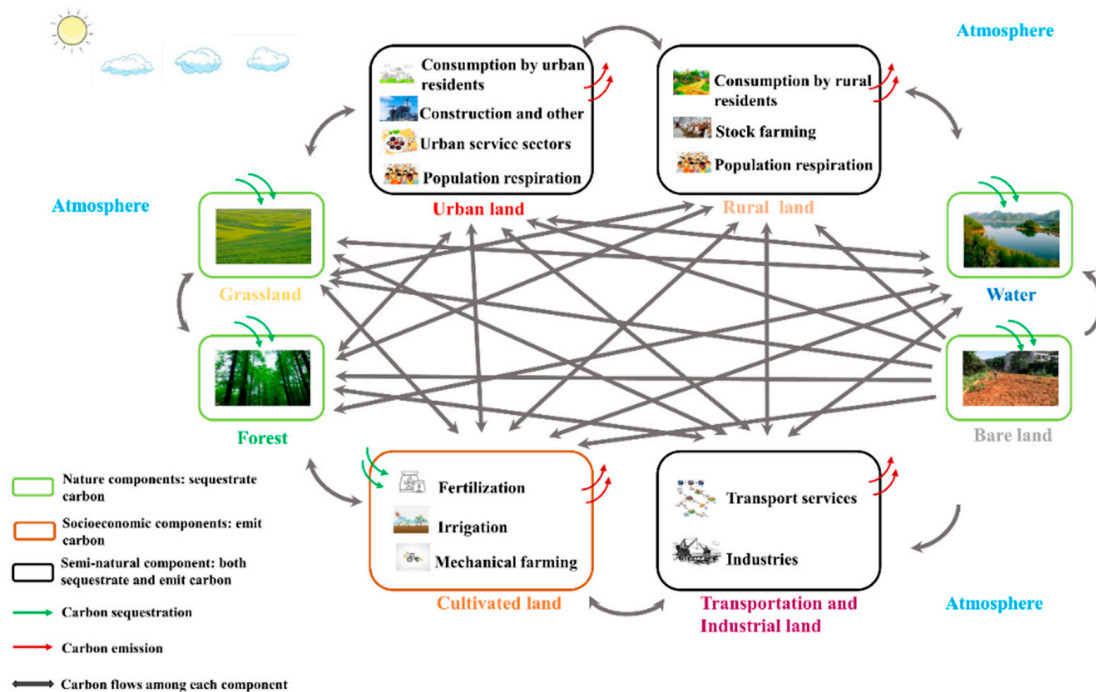 Atmosphere
Consumption by urban
residents
Construction and other
Urban service sectors
Population respiration
Urban land
Consumption by rural
residents
Stock farming
Population respiration
Rural land
Atmosphere
Grassland
Water
Forest
Bare land
Fertilization
Irrigation
Mechanical farming
Cultivated land
Transport services
Industries
Transportation and
Industrial land
Atmosphere
Nature components: sequestrate
carbon
Socioeconomic components: emit
carbon
Semi-natural component: both
sequestrate and emit carbon
Carbon sequestration
Carbon emission
Carbon flows among each component